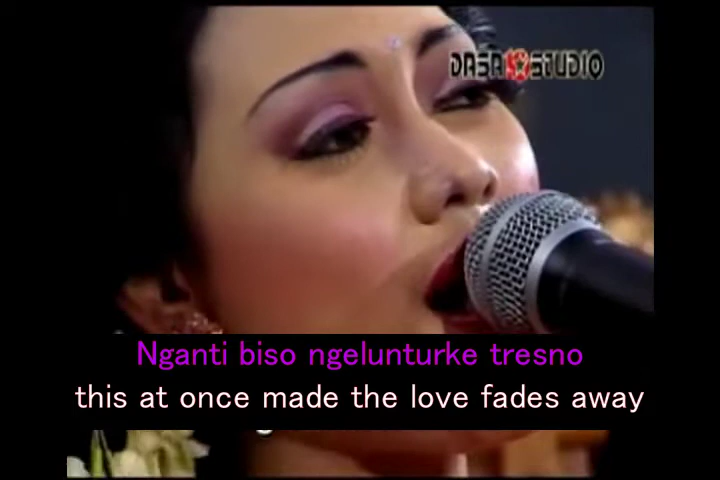 DASA STUDIO
Nganti biso ngelunturke tresno
this at once made the love fades away